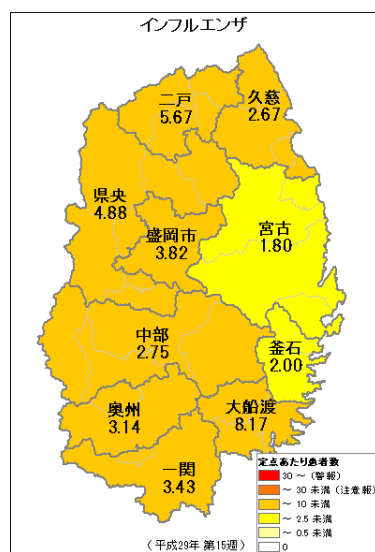 インフルエンザ
二戸
5.67
久慈
2.67
県央
4.88
盛岡市
3.82
宮古
1.80
中部
2.75
釜石
2.00
奥州
3.14
大船渡
8.17
一関
3.43
定点あたり患者数
30 ～ (警報)
～ 30 未満 (注意報)
～ 10 未満
～ 2.5 未満
～ 0.5 未満
0
（平成29年 第15週）